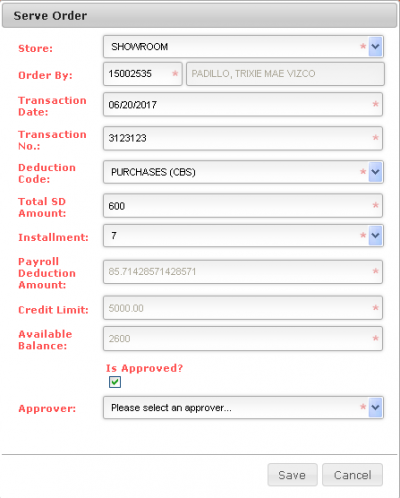 Serve Order
Store: SHOWROOM *
Order By: 15002535 * PADILLO, TRIXIE MAE VIZCO
Transaction
Date: 06/20/2017 *
Transaction
No.: 3123123 *
Deduction
Code: PURCHASES (CBS) *
Total SD
Amount: 600 *
Installment: 7 *
Payroll
Deduction
Amount: 85.71428571428571 *
Credit Limit: 5000.00 *
Available
Balance: 2600 *
Is Approved?
Approver: Please select an approver... *
Save Cancel